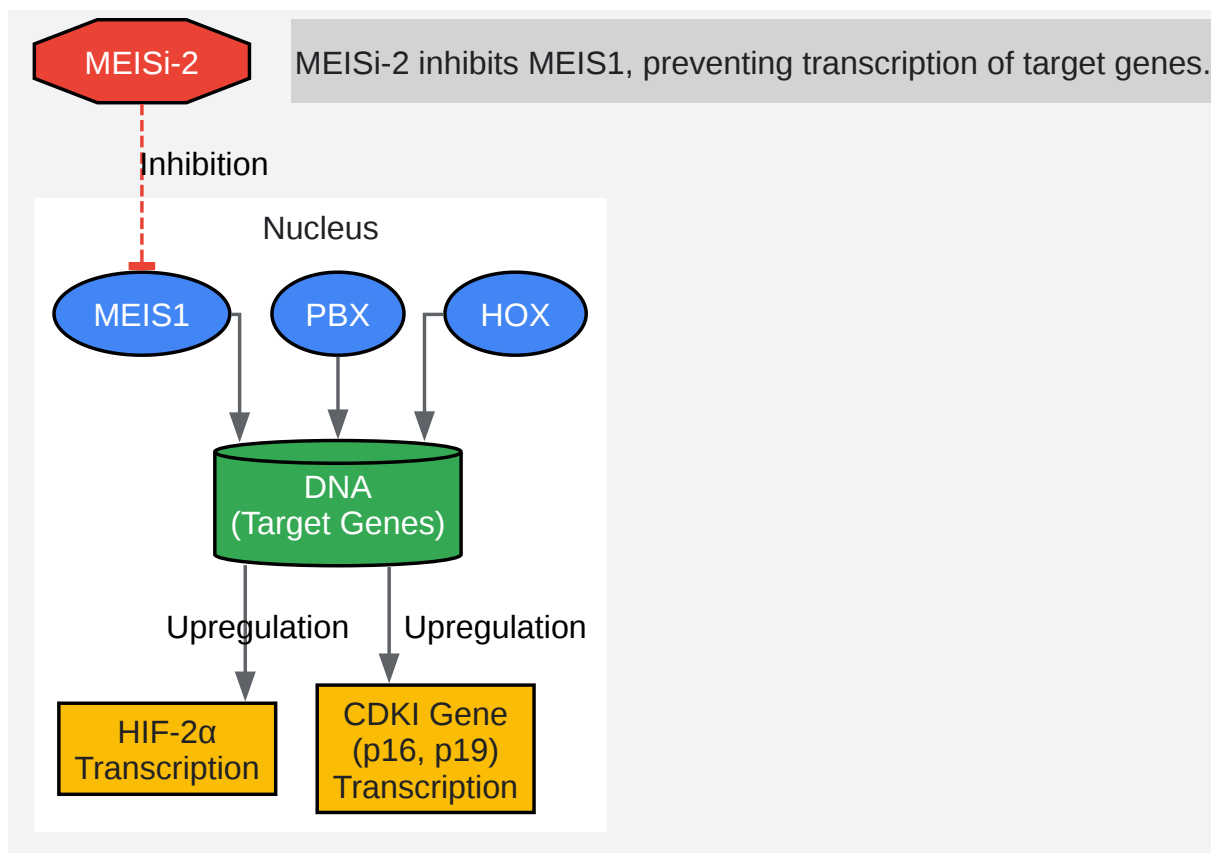 MEISi-2
MEISi-2 inhibits MEIS1, preventing transcription of target genes.
Inhibition
Nucleus
MEIS1
PBX
HOX
DNA
(Target Genes)
Upregulation
Upregulation
HIF-2α
Transcription
CDKI Gene
(p16, p19)
Transcription